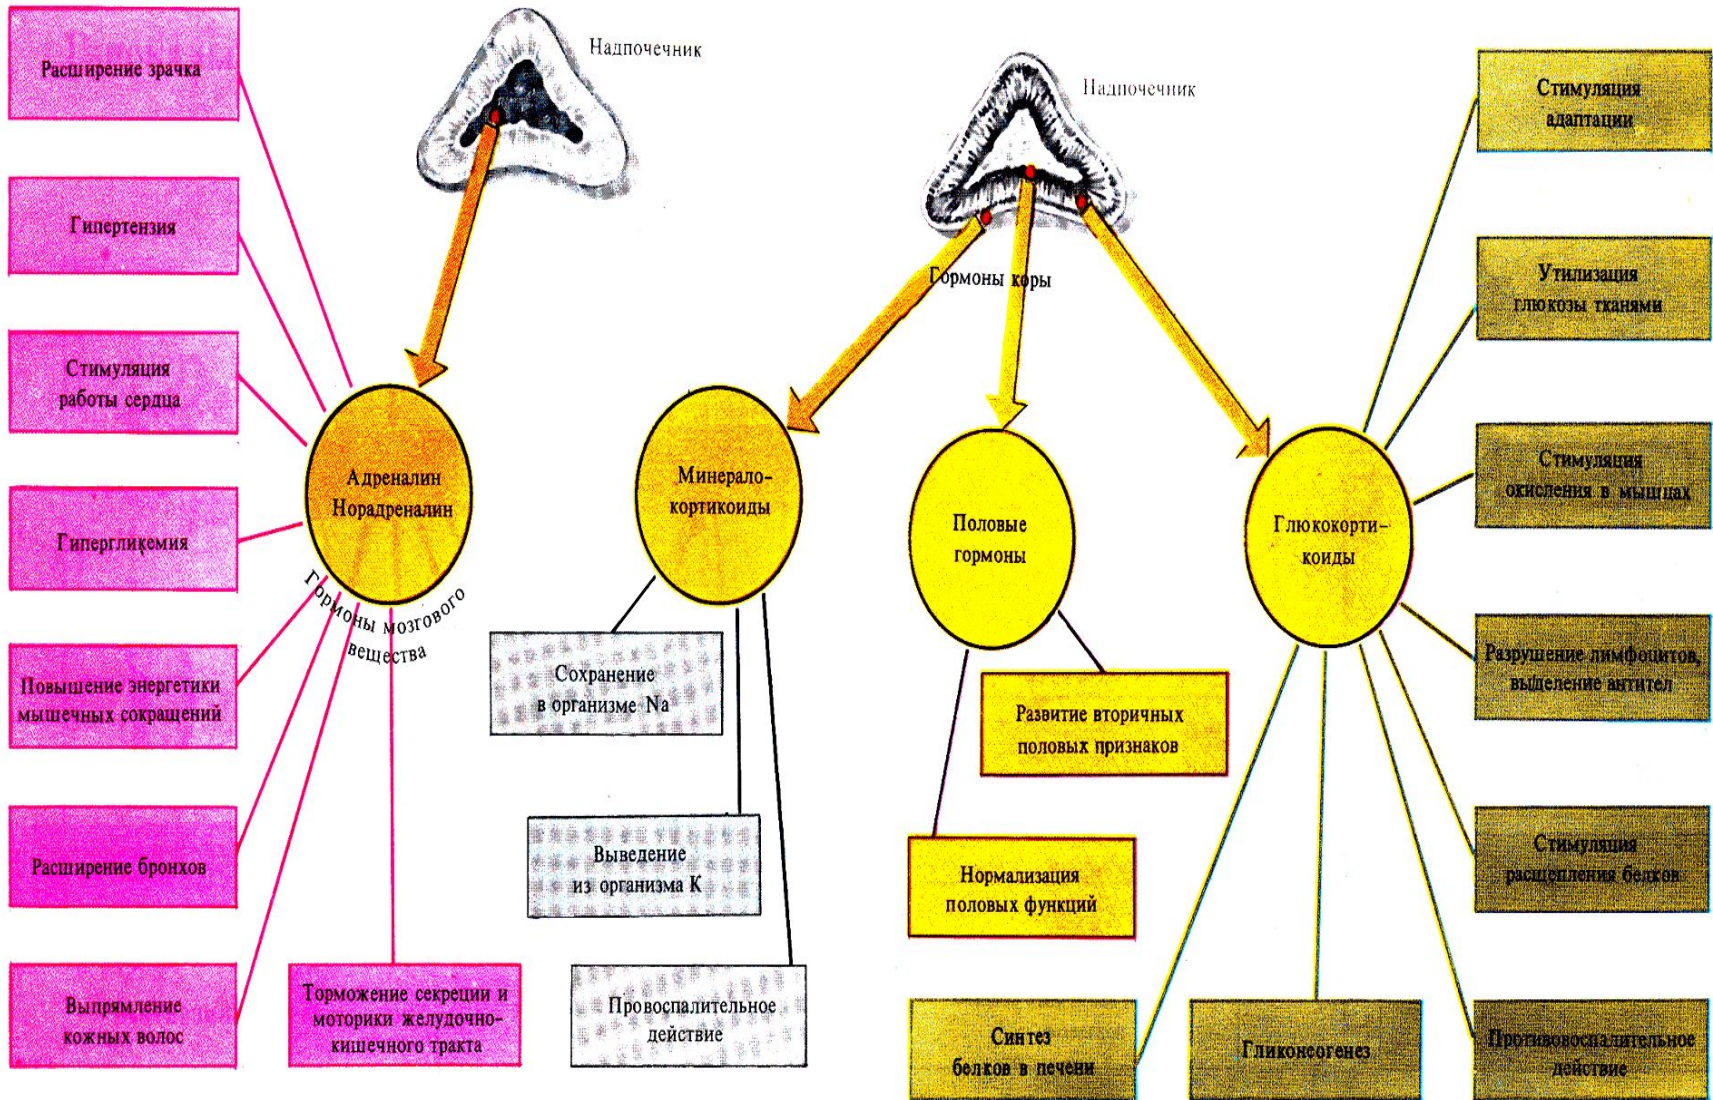 Надпочечник
Надпочечник
Расширение зрачка
Гипертензия
Стимуляция
работы сердца
Гипергликемия
Повышение энергетики
мышечных сокращений
Расширение бронхов
Выпрямление
кожных волос
Торможение секреции и
моторики желудочно-
кишечного тракта
Адреналин
Норадреналин
Гормоны мозгового
вещества
Гормоны коры
Минерало-
кортикоиды
Сохранение
в организме Na
Выведение
из организма К
Провоспалительное
действие
Половые
гормоны
Развитие вторичных
половых признаков
Нормализация
половых функций
Глюкокорти-
коиды
Стимуляция
адаптации
Утилизация
глюкозы тканями
Стимуляция
окисления в мышцах
Разрушение лимфоцитов,
выделение антител
Стимуляция
расщепления белков
Противовоспалительное
действие
Гликонсогенез
Синтез
белков в печени